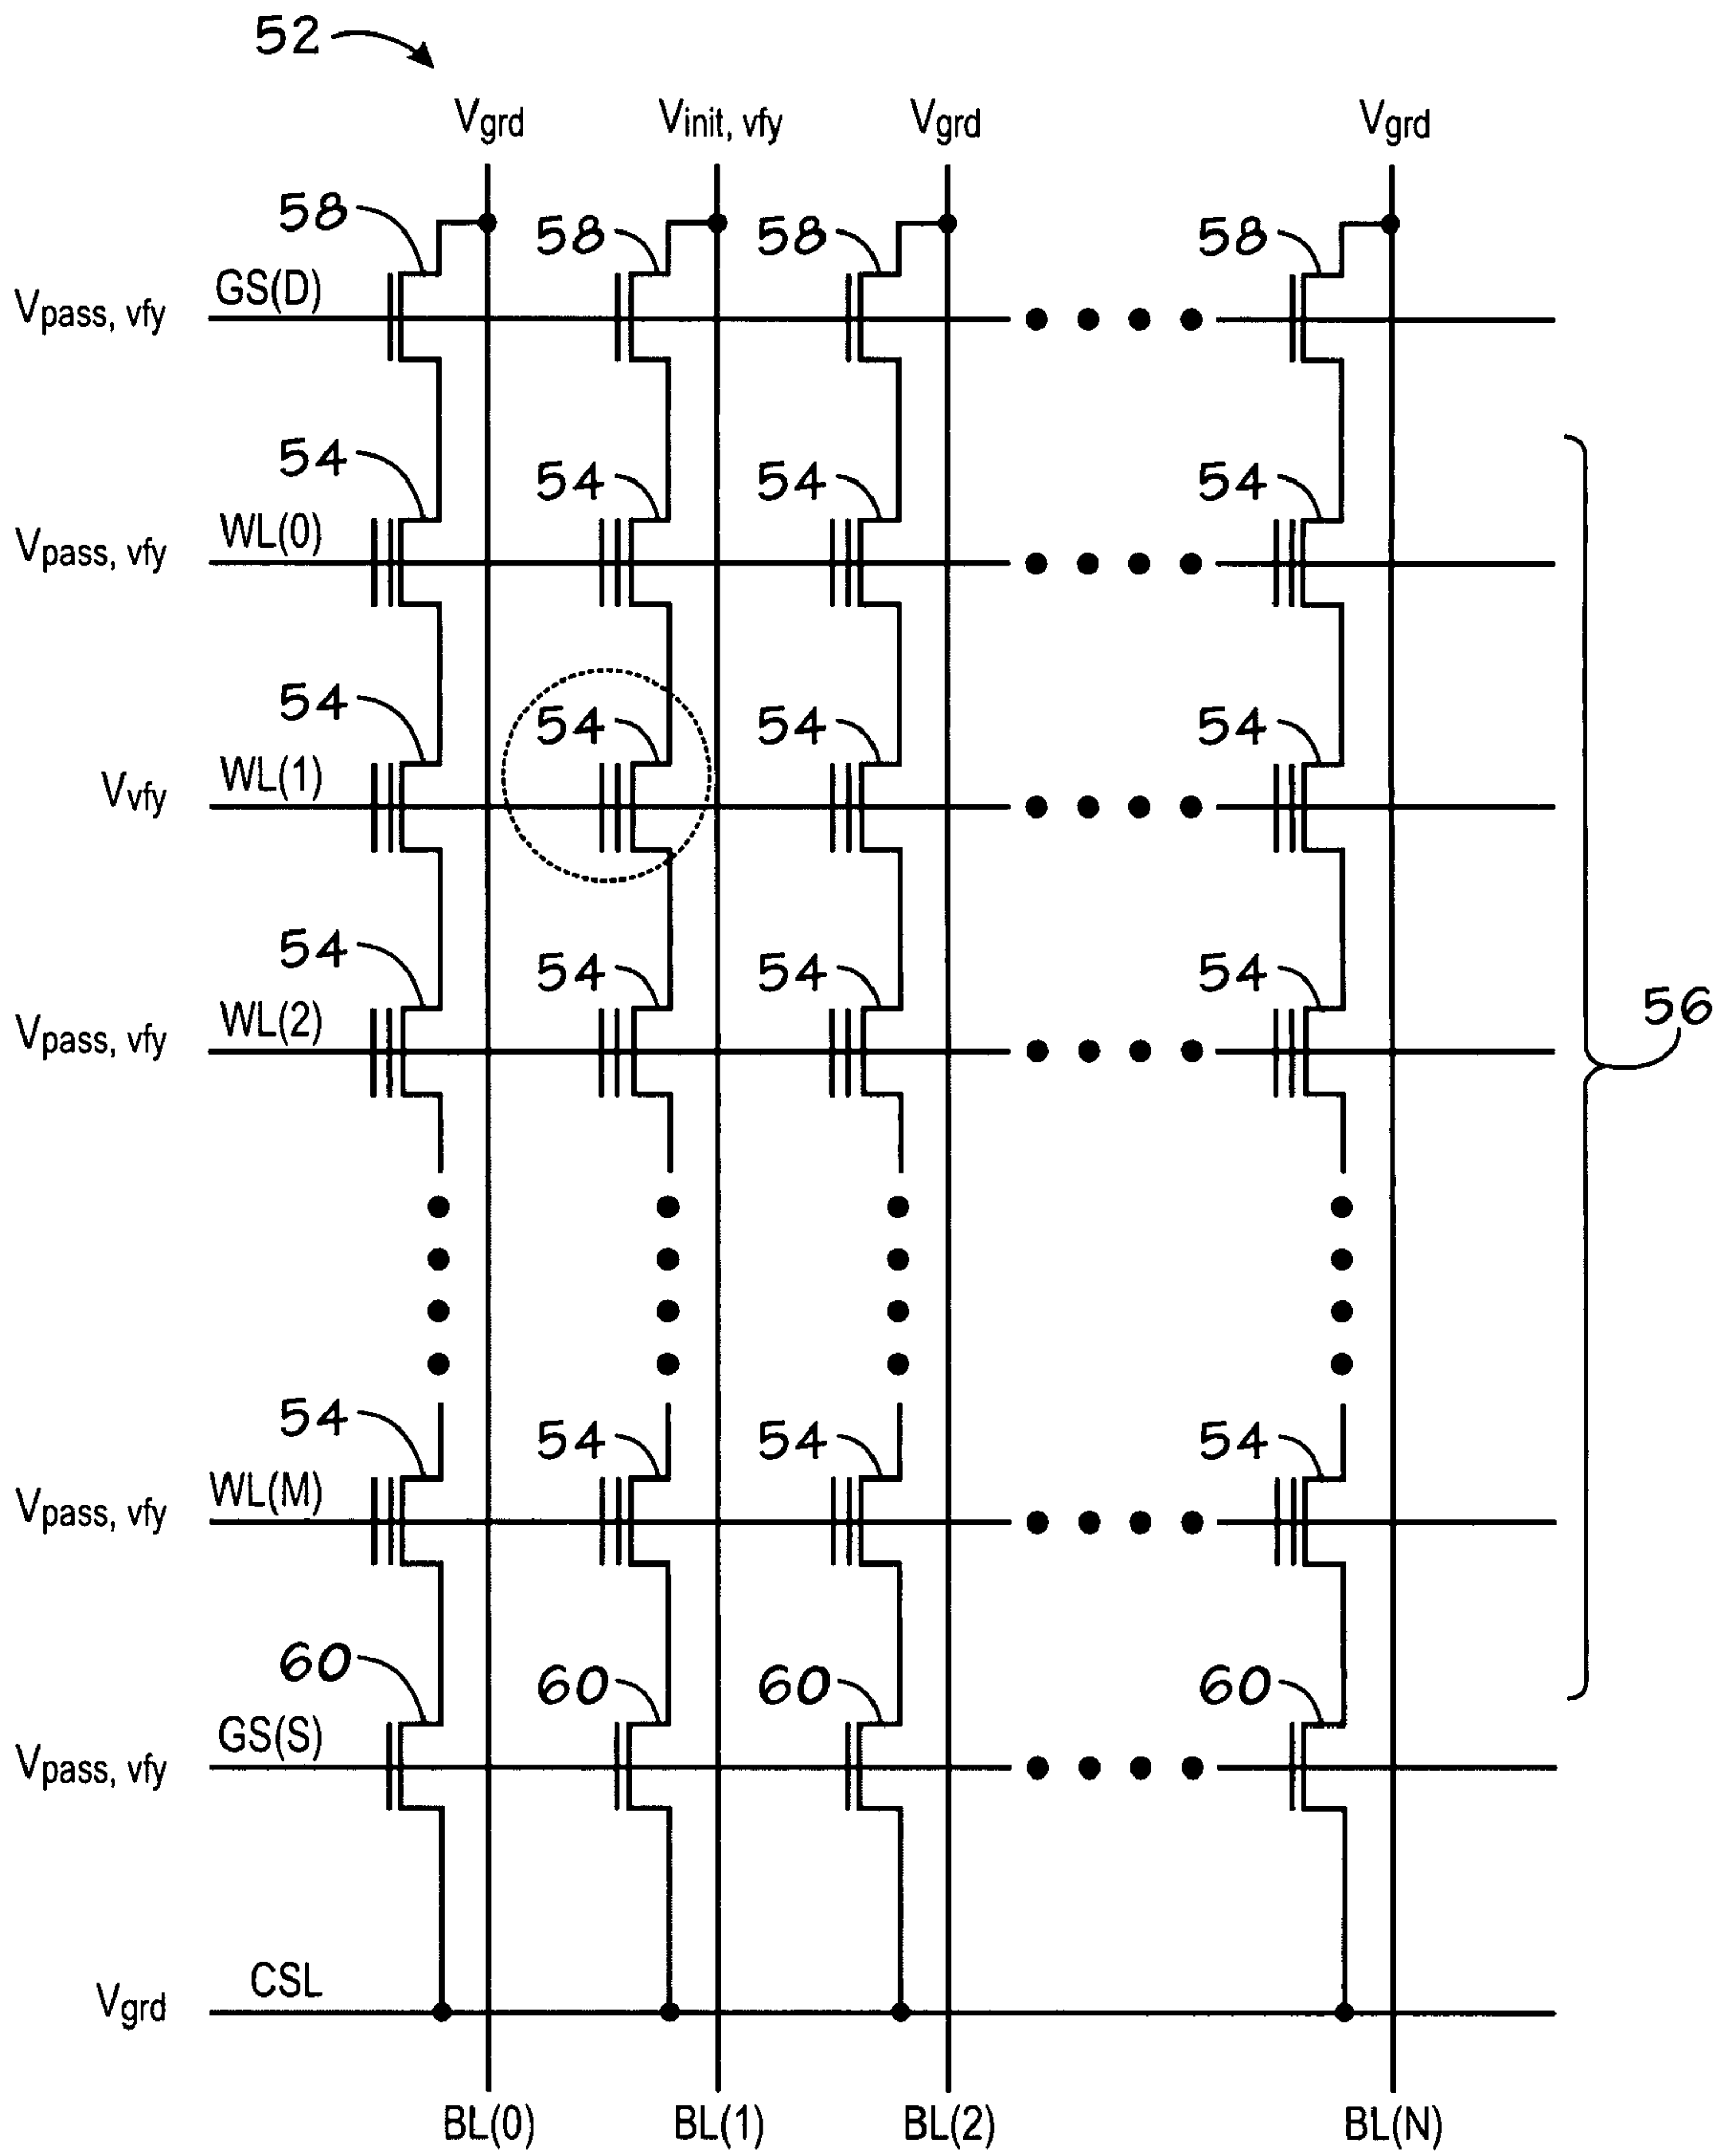 52
Vgrd Vinit, vfy Vgrd Vgrd
58 58 58 58
Vpass, vfy GS(D)
54 54 54 54
Vpass, vfy WL(0)
54 54 54 54
Vvfy WL(1)
54 54 54 54
Vpass, vfy WL(2)
56
54 54 54 54
Vpass, vfy WL(M)
60 60 60 60
Vpass, vfy GS(S)
Vgrd CSL
BL(0) BL(1) BL(2) BL(N)